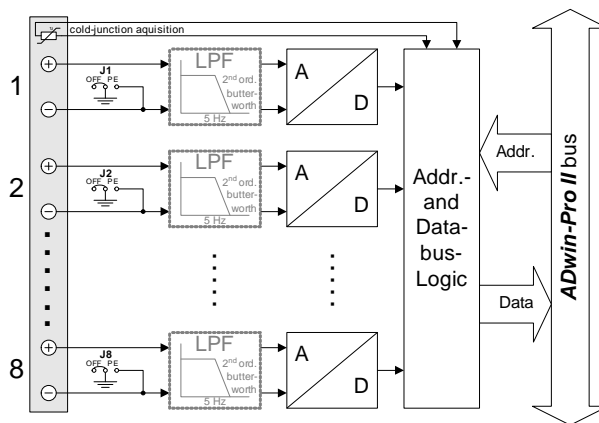 cold-junction aquisition
1
+
−
J1
OFF PE
LPF
2nd ord.
butter-
worth
5 Hz
A
D
2
+
−
J2
OFF PE
LPF
2nd ord.
butter-
worth
5 Hz
A
D
8
+
−
J8
OFF PE
LPF
2nd ord.
butter-
worth
5 Hz
A
D
Addr.-
and
Data-
bus-
Logic
Addr.
Data
ADwin-Pro II bus